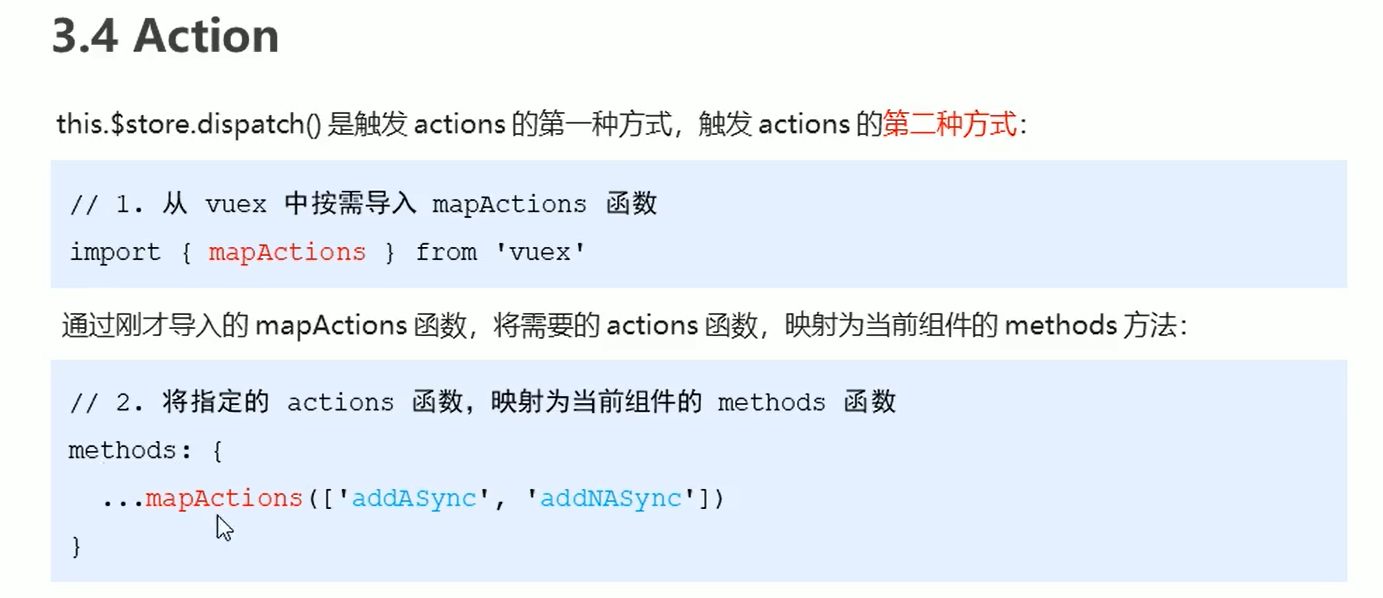 3.4 Action
this.$store.dispatch() 是触发 actions 的第一种方式，触发 actions 的第二种方式：
// 1. 从 vuex 中按需导入 mapActions 函数
import { mapActions } from 'vuex'
通过刚才导入的 mapActions 函数，将需要的 actions 函数，映射为当前组件的 methods 方法：
// 2. 将指定的 actions 函数，映射为当前组件的 methods 函数
methods: {
...mapActions(['addASync', 'addNASync'])
}